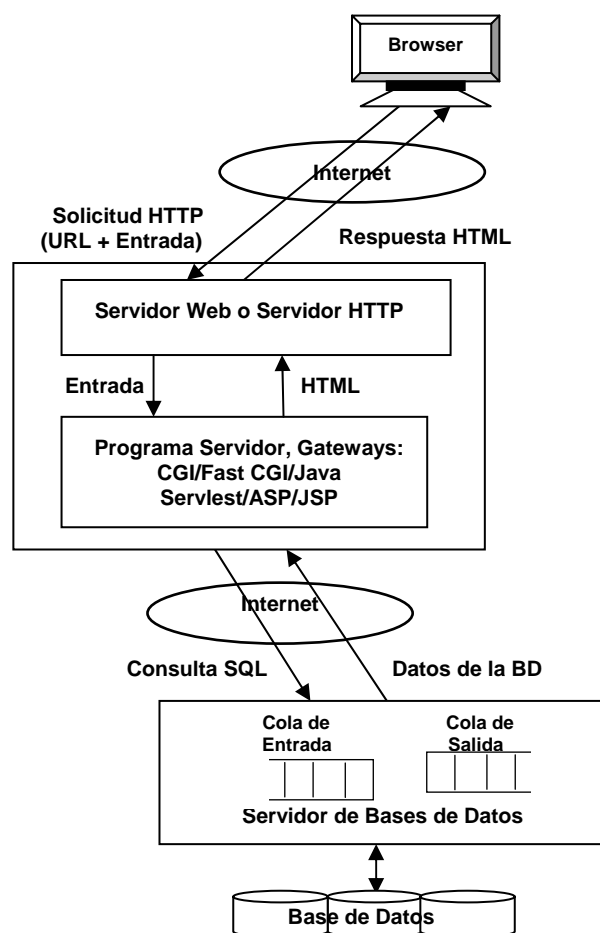 Browser
Internet
Solicitud HTTP
(URL + Entrada)
Respuesta HTML
Servidor Web o Servidor HTTP
Entrada
HTML
Programa Servidor, Gateways:
CGI/Fast CGI/Java
Servlest/ASP/JSP
Internet
Consulta SQL
Datos de la BD
Cola de
Entrada
Cola de
Salida
Servidor de Bases de Datos
Base de Datos